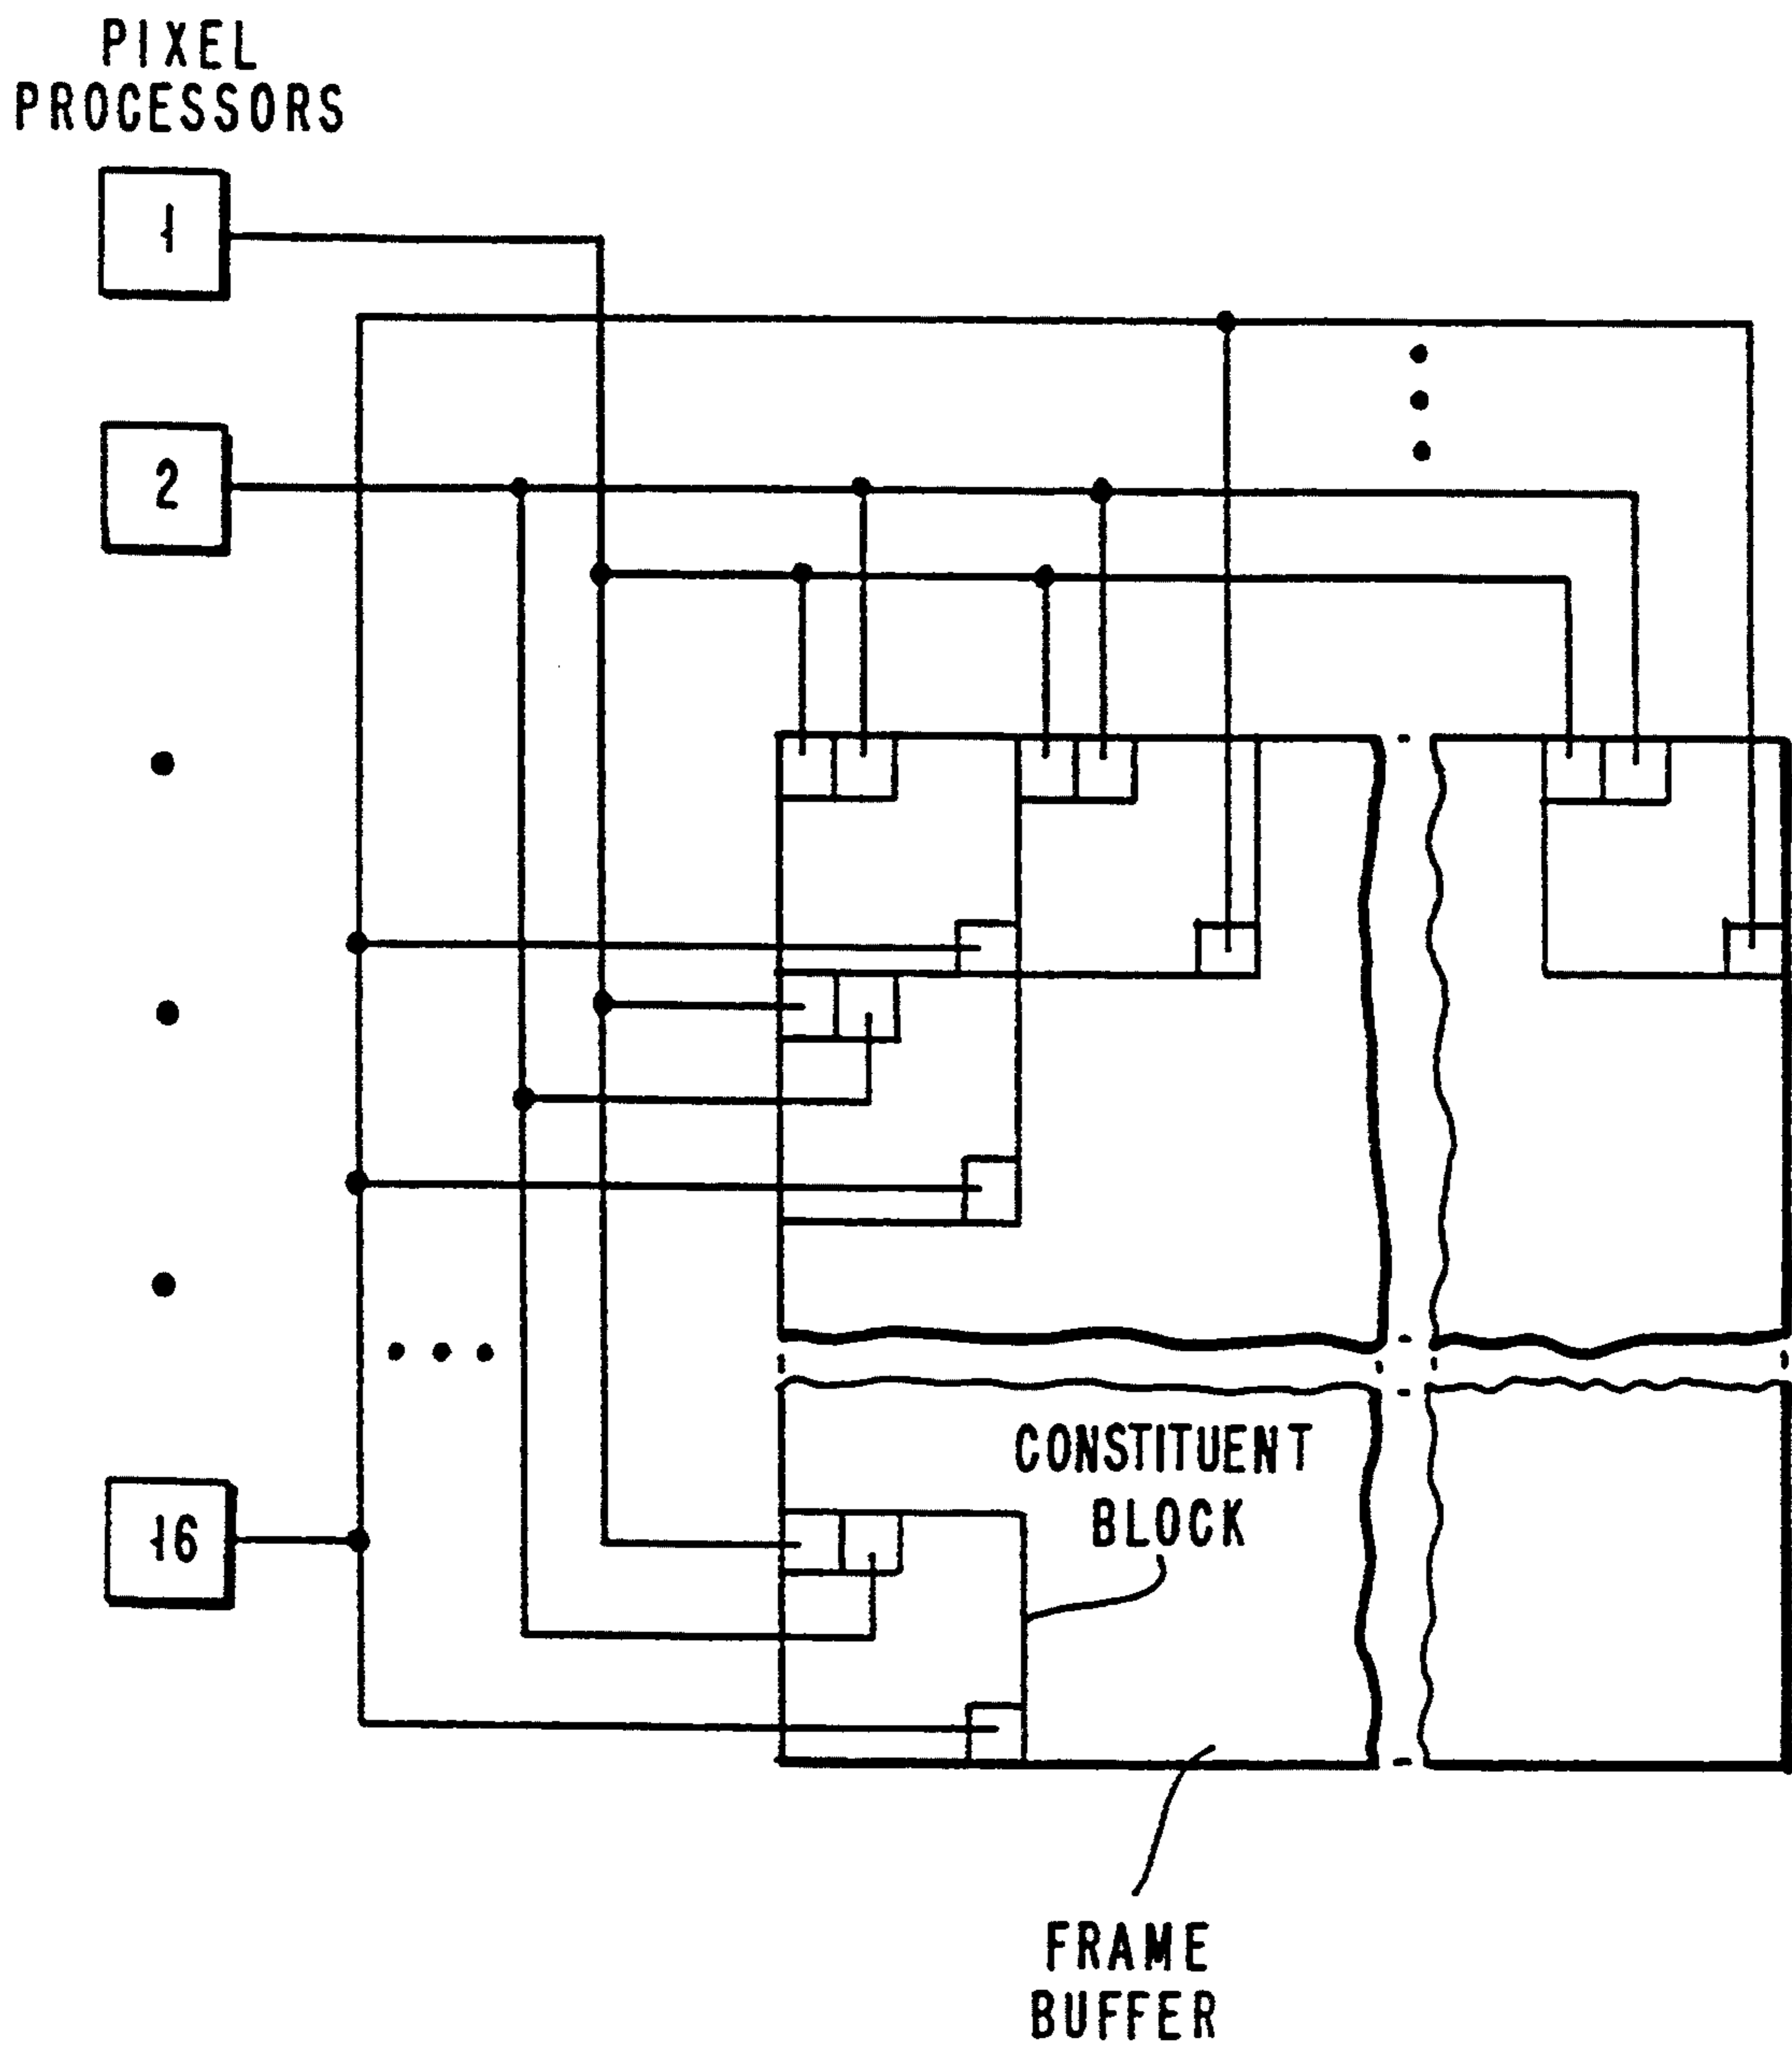 PIXEL
PROCESSORS
1
2
16
CONSTITUENT
BLOCK
FRAME
BUFFER